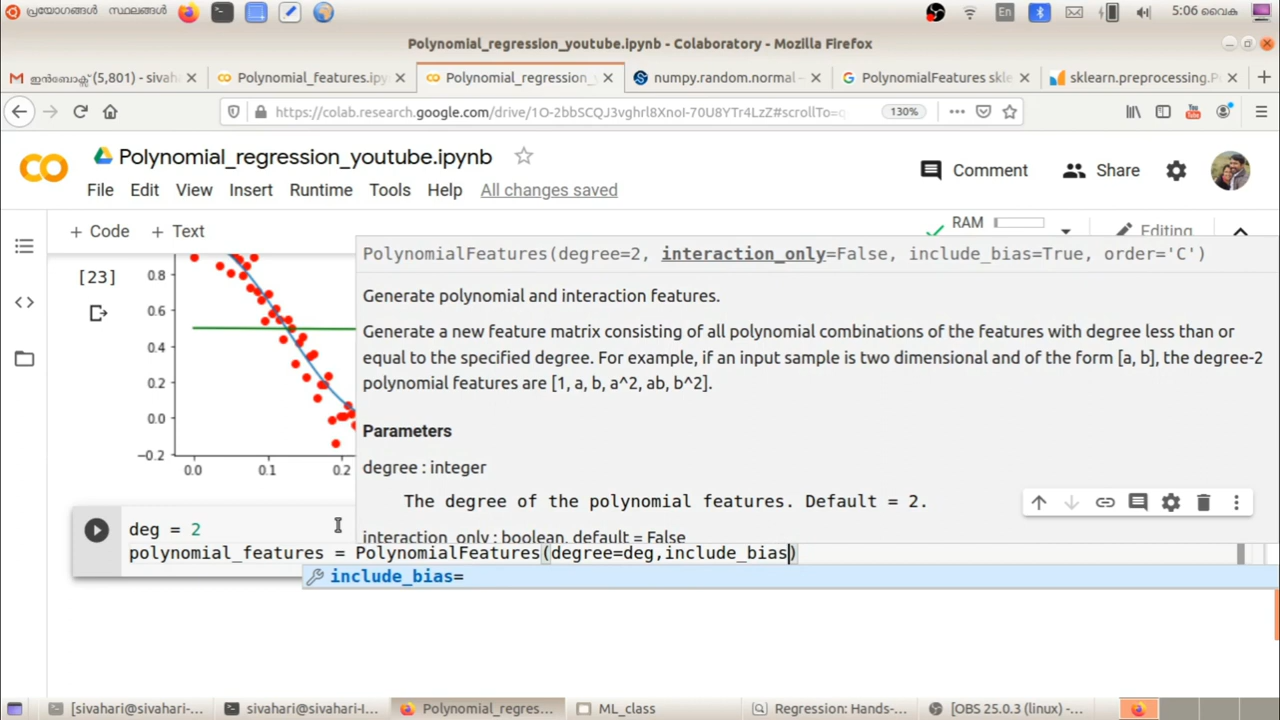 പ്രയോഗങ്ങൾ സ്ഥലങ്ങൾ En 5:06 വൈകു
Polynomial_regression_youtube.ipynb - Colaboratory - Mozilla Firefox
ഇൻബോക്സ് (5,801) - sivaha Polynomial_features.ipy Polynomial_regression_ numpy.random.normal – PolynomialFeatures skl sklearn.preprocessing.P
https://colab.research.google.com/drive/1O-2bbSCQJ3vghrl8XnoI-70U8YTr4LzZ#scrollTo= 130%
Polynomial_regression_youtube.ipynb
Comment Share
File Edit View Insert Runtime Tools Help All changes saved
+ Code + Text RAM Editing
PolynomialFeatures(degree=2, interaction_only=False, include_bias=True, order='C')
[23]
0.8
0.6
0.4
0.2
0.0
−0.2
0.0 0.1 0.2
Generate polynomial and interaction features.
Generate a new feature matrix consisting of all polynomial combinations of the features with degree less than or
equal to the specified degree. For example, if an input sample is two dimensional and of the form [a, b], the degree-2
polynomial features are [1, a, b, a^2, ab, b^2].
Parameters
degree : integer
The degree of the polynomial features. Default = 2.
interaction_only : boolean, default = False
deg = 2
polynomial_features = PolynomialFeatures(degree=deg,include_bias)
include_bias=
[sivahari@sivahari-... sivahari@sivahari-I... Polynomial_regres... ML_class Regression: Hands-... [OBS 25.0.3 (linux) -...